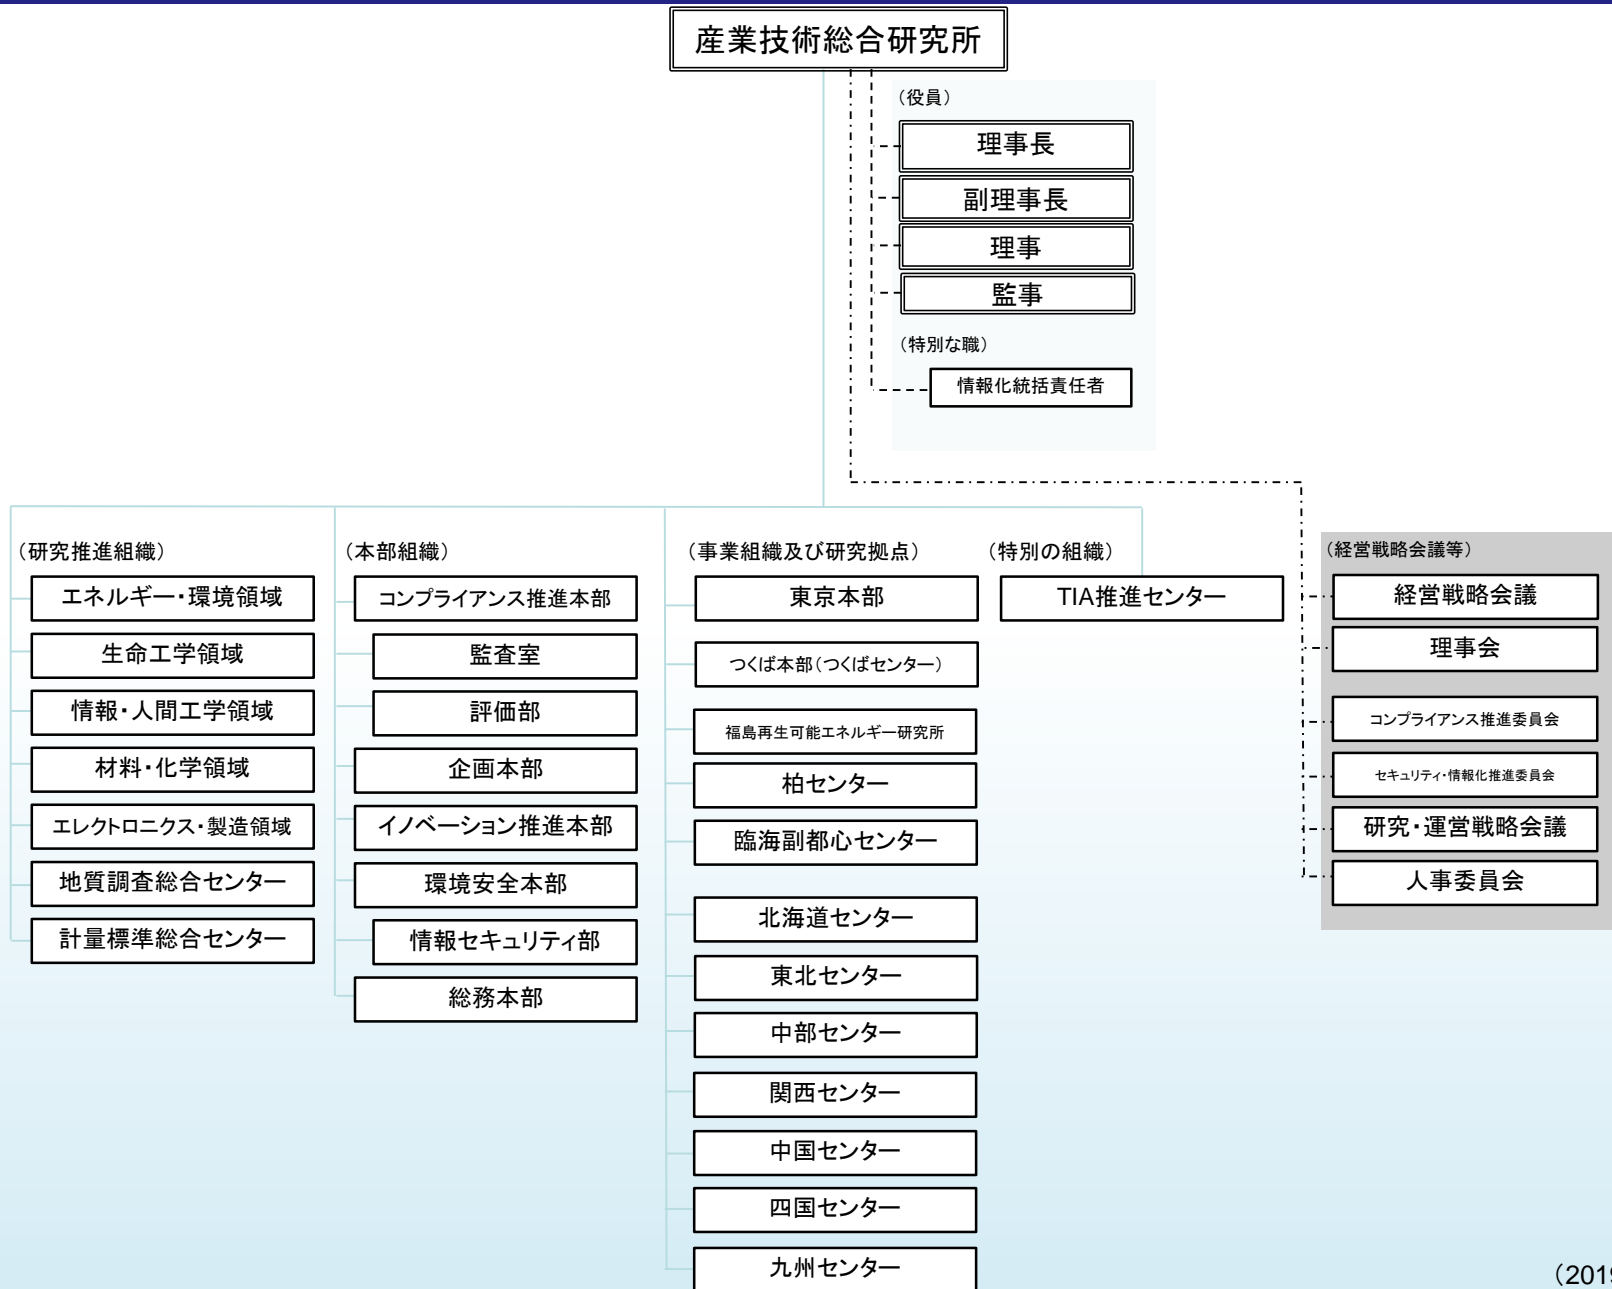 産業技術総合研究所
（役員）
理事長
副理事長
理事
監事
（特別な職）
情報化統括責任者
（研究推進組織）
エネルギー・環境領域
生命工学領域
情報・人間工学領域
材料・化学領域
エレクトロニクス・製造領域
地質調査総合センター
計量標準総合センター
（本部組織）
コンプライアンス推進本部
監査室
評価部
企画本部
イノベーション推進本部
環境安全本部
情報セキュリティ部
総務本部
（事業組織及び研究拠点）
東京本部
つくば本部（つくばセンター）
福島再生可能エネルギー研究所
柏センター
臨海副都心センター
北海道センター
東北センター
中部センター
関西センター
中国センター
四国センター
九州センター
（特別の組織）
TIA推進センター
（経営戦略会議等）
経営戦略会議
理事会
コンプライアンス推進委員会
セキュリティ・情報化推進委員会
研究・運営戦略会議
人事委員会
（2019